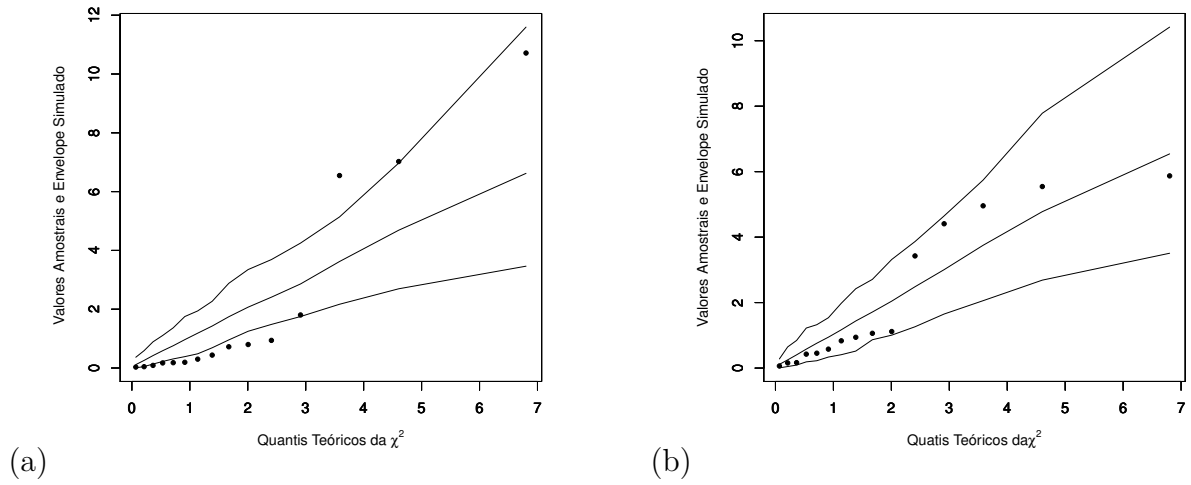 Valores Amostrais e Envelope Simulado
12
10
8
6
4
2
0
0 1 2 3 4 5 6 7
Quantis Teóricos da χ²
(a)
Valores Amostrais e Envelope Simulado
10
8
6
4
2
0
0 1 2 3 4 5 6 7
Quatis Teóricos daχ²
(b)